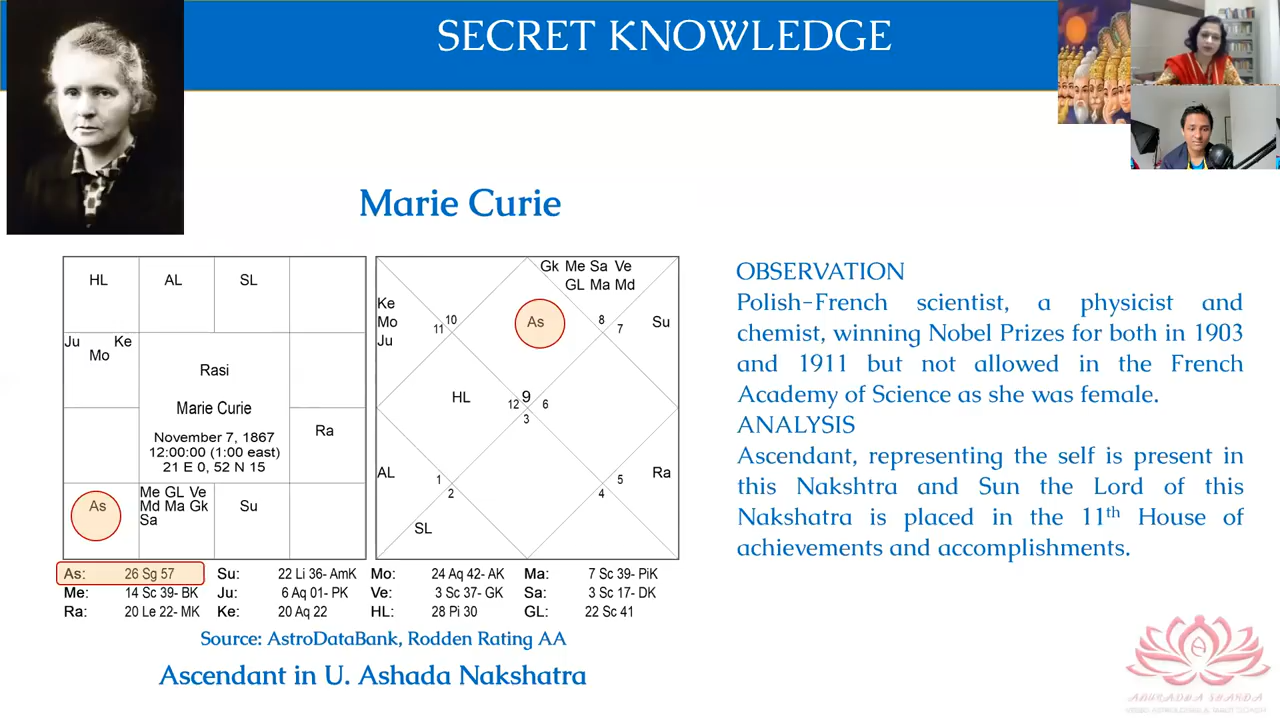 SECRET KNOWLEDGE
Marie Curie
HL AL SL
Ju Ke
Mo
Rasi
Marie Curie
November 7, 1867
12:00:00 (1:00 east)
21 E 0, 52 N 15
Ra
As
Me GL Ve
Md Ma Gk
Sa
Su
Gk Me Sa Ve
GL Ma Md
Ke
Mo
Ju
10
11
As
8
7
Su
HL
9
12 6
3
AL
1
2
5
4
Ra
SL
As: 26 Sg 57 Su: 22 Li 36- AmK Mo: 24 Aq 42- AK Ma: 7 Sc 39- PiK
Me: 14 Sc 39- BK Ju: 6 Aq 01- PK Ve: 3 Sc 37- GK Sa: 3 Sc 17- DK
Ra: 20 Le 22- MK Ke: 20 Aq 22 HL: 28 Pi 30 GL: 22 Sc 41
Source: AstroDataBank, Rodden Rating AA
Ascendant in U. Ashada Nakshatra
OBSERVATION
Polish-French scientist, a physicist and
chemist, winning Nobel Prizes for both in 1903
and 1911 but not allowed in the French
Academy of Science as she was female.
ANALYSIS
Ascendant, representing the self is present in
this Nakshtra and Sun the Lord of this
Nakshatra is placed in the 11th House of
achievements and accomplishments.